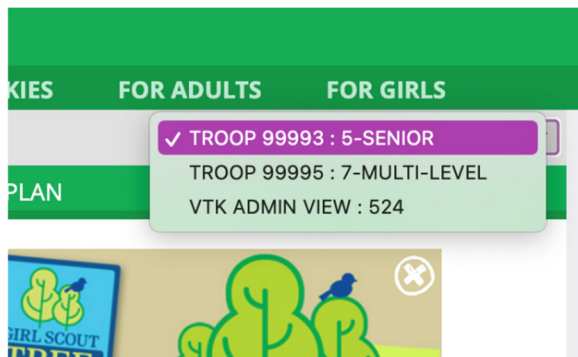 KIES FOR ADULTS FOR GIRLS
✓ TROOP 99993 : 5-SENIOR
TROOP 99995 : 7-MULTI-LEVEL
PLAN
VTK ADMIN VIEW : 524
GIRL SCOUT
TREE